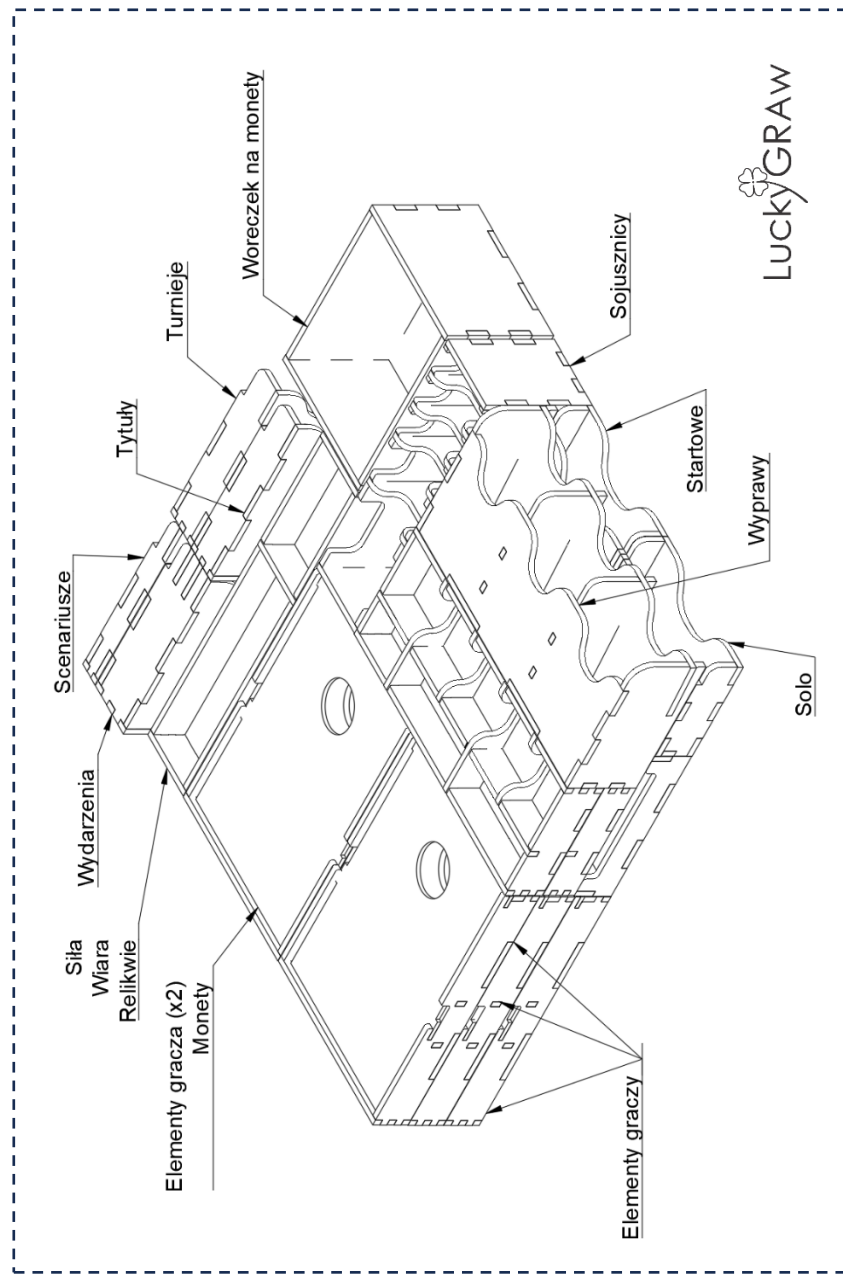 Siła
Wiara
Relikwie
Wydarzenia
Scenariusze
Tytuły
Turnieje
Woreczek na monety
Elementy gracza (x2)
Monety
Elementy graczy
Solo
Wyprawy
Startowe
Sojusznicy
LuckyGRAw